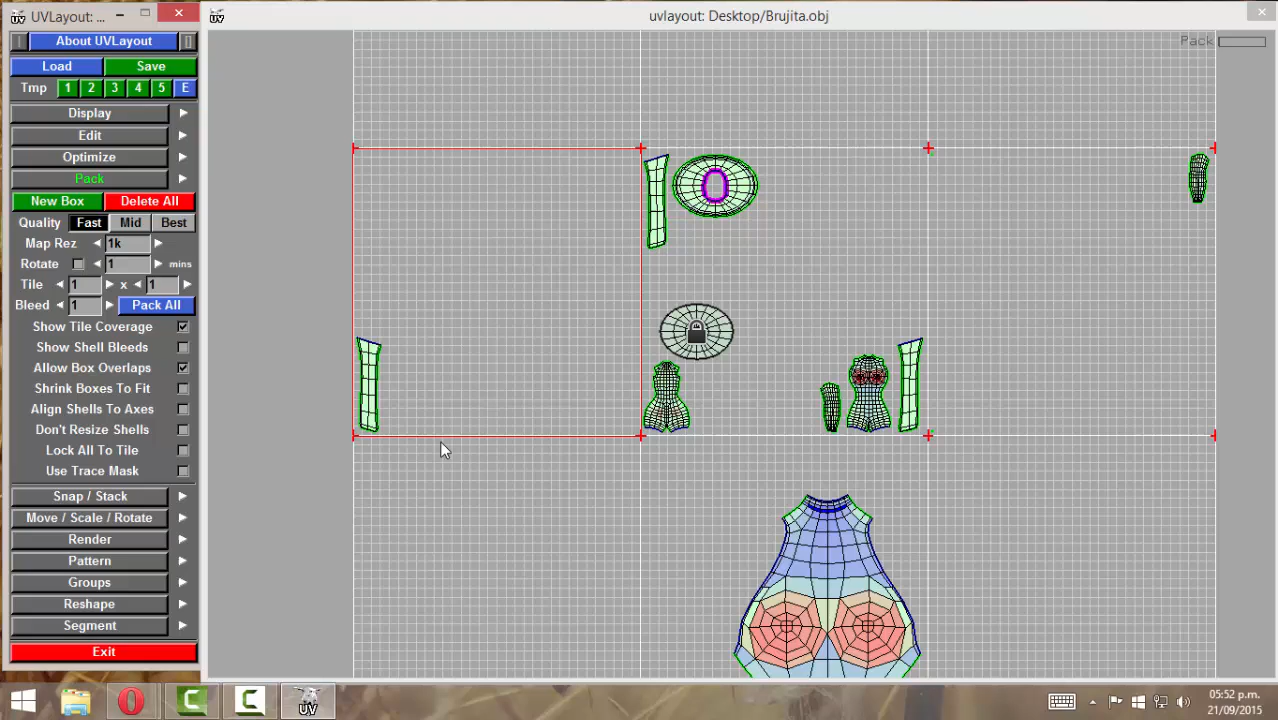 UVLayout: ...
uvlayout: Desktop/Brujita.obj
About UVLayout
Load
Save
Tmp 1 2 3 4 5 E
Display
Edit
Optimize
Pack
New Box
Delete All
Quality Fast Mid Best
Map Rez 1k
Rotate 1 mins
Tile 1 x 1
Bleed 1 Pack All
Show Tile Coverage
Show Shell Bleeds
Allow Box Overlaps
Shrink Boxes To Fit
Align Shells To Axes
Don't Resize Shells
Lock All To Tile
Use Trace Mask
Snap / Stack
Move / Scale / Rotate
Render
Pattern
Groups
Reshape
Segment
Exit
Pack
UV
UV
UV
05:52 p.m.
21/09/2015